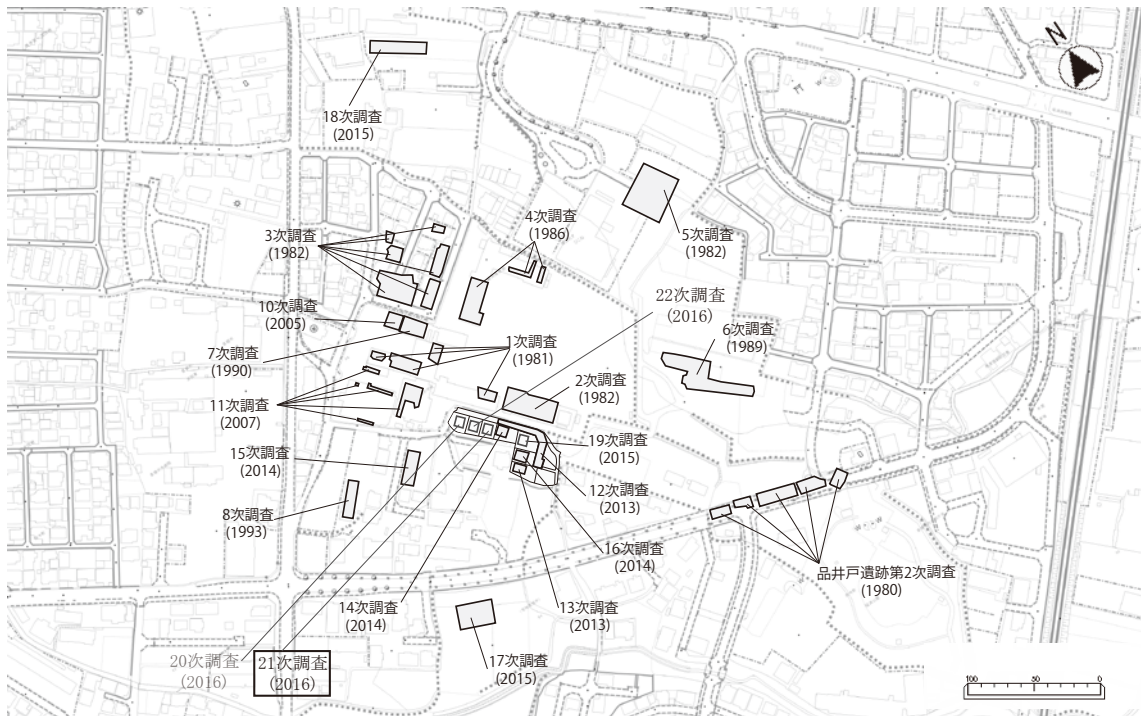 N
18次調査
(2015)
4次調査
(1986)
3次調査
(1982)
5次調査
(1982)
22次調査
(2016)
10次調査
(2005)
6次調査
(1989)
1次調査
(1981)
7次調査
(1990)
2次調査
(1982)
11次調査
(2007)
19次調査
(2015)
15次調査
(2014)
12次調査
(2013)
8次調査
(1993)
16次調査
(2014)
品井戸遺跡第2次調査
(1980)
14次調査
(2014)
13次調査
(2013)
20次調査
(2016)
21次調査
(2016)
17次調査
(2015)
100 50 0